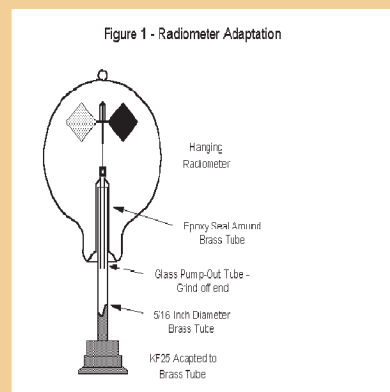 Figure 1 - Radiometer Adaptation
Hanging
Radiometer
Epoxy Seal Around
Brass Tube
Glass Pump-Out Tube -
Grind off end
5/16 Inch Diameter
Brass Tube
KF25 Adapted to
Brass Tube